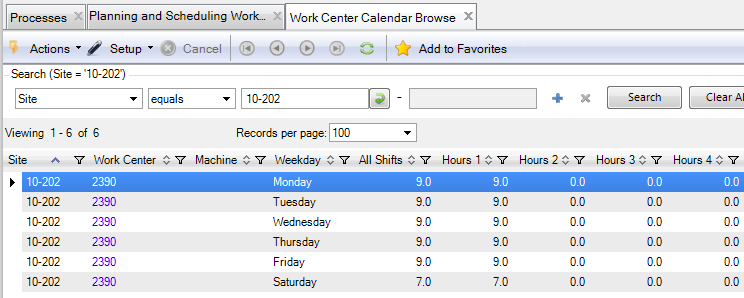 Processes Planning and Scheduling Work... Work Center Calendar Browse
Actions Setup Cancel Add to Favorites
Search (Site = '10-202')
Site equals 10-202 - Search Clear Al
Viewing 1 - 6 of 6 Records per page: 100
Site Work Center Machine Weekday All Shifts Hours 1 Hours 2 Hours 3 Hours 4
10-202 2390 Monday 9.0 9.0 0.0 0.0 0.0
10-202 2390 Tuesday 9.0 9.0 0.0 0.0 0.0
10-202 2390 Wednesday 9.0 9.0 0.0 0.0 0.0
10-202 2390 Thursday 9.0 9.0 0.0 0.0 0.0
10-202 2390 Friday 9.0 9.0 0.0 0.0 0.0
10-202 2390 Saturday 7.0 7.0 0.0 0.0 0.0